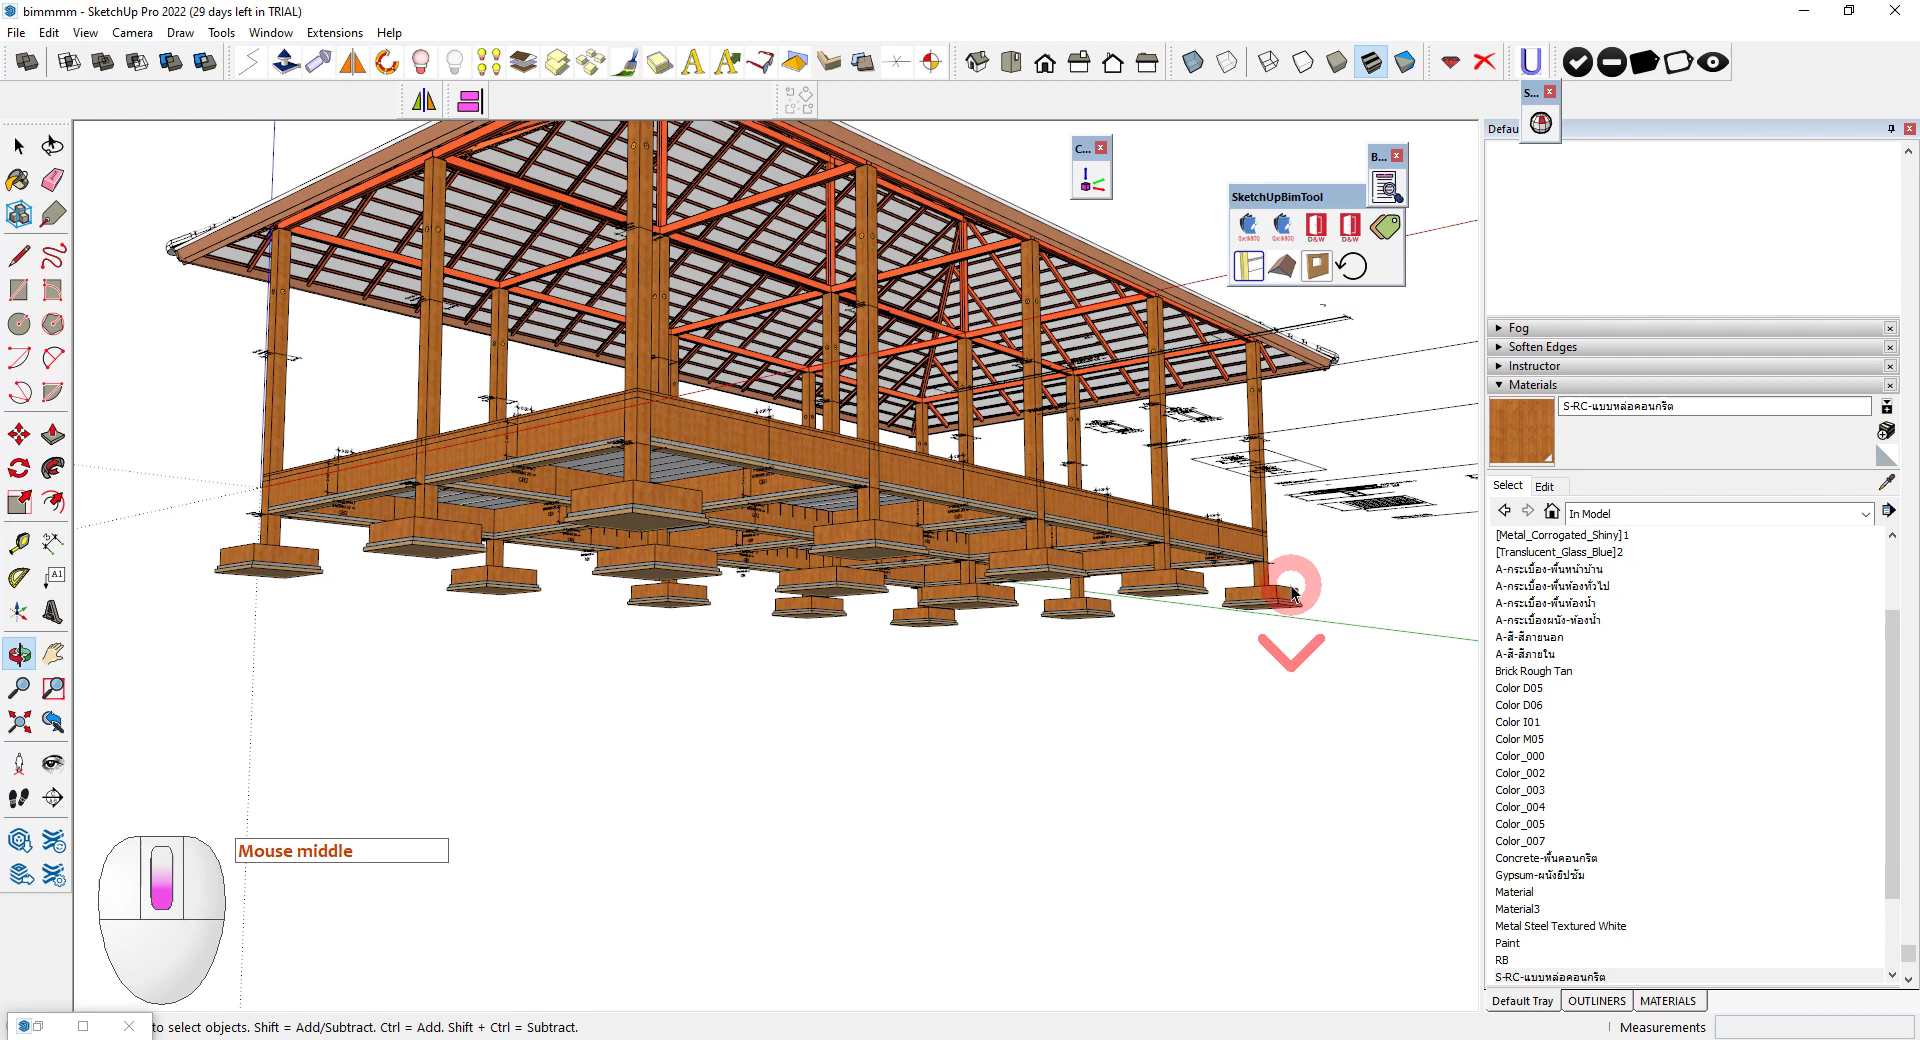 bimmmm - SketchUp Pro 2022 (29 days left in TRIAL)
File Edit View Camera Draw Tools Window Extensions Help
S...
Defau
C...
B...
SketchUpBimTool
D&W
D&W
Fog
Soften Edges
Instructor
Materials
S-RC-แบบหล่อคอนกรีต
Select Edit
In Model
[Metal_Corrogated_Shiny]1
[Translucent_Glass_Blue]2
A-กระเบื้อง-พื้นหน้าบ้าน
A-กระเบื้อง-พื้นห้องทั่วไป
A-กระเบื้อง-พื้นห้องน้ำ
A-กระเบื้องผนัง-ห้องน้ำ
A-สี-สีภายนอก
A-สี-สีภายใน
Brick Rough Tan
Color D05
Color D06
Color I01
Color M05
Color_000
Color_002
Color_003
Color_004
Color_005
Color_007
Concrete-พื้นคอนกรีต
Gypsum-ผนังยิปซัม
Material
Material3
Metal Steel Textured White
Paint
RB
S-RC-แบบหล่อคอนกรีต
Default Tray OUTLINERS MATERIALS
A1
Mouse middle
to select objects. Shift = Add/Subtract. Ctrl = Add. Shift + Ctrl = Subtract.
Measurements